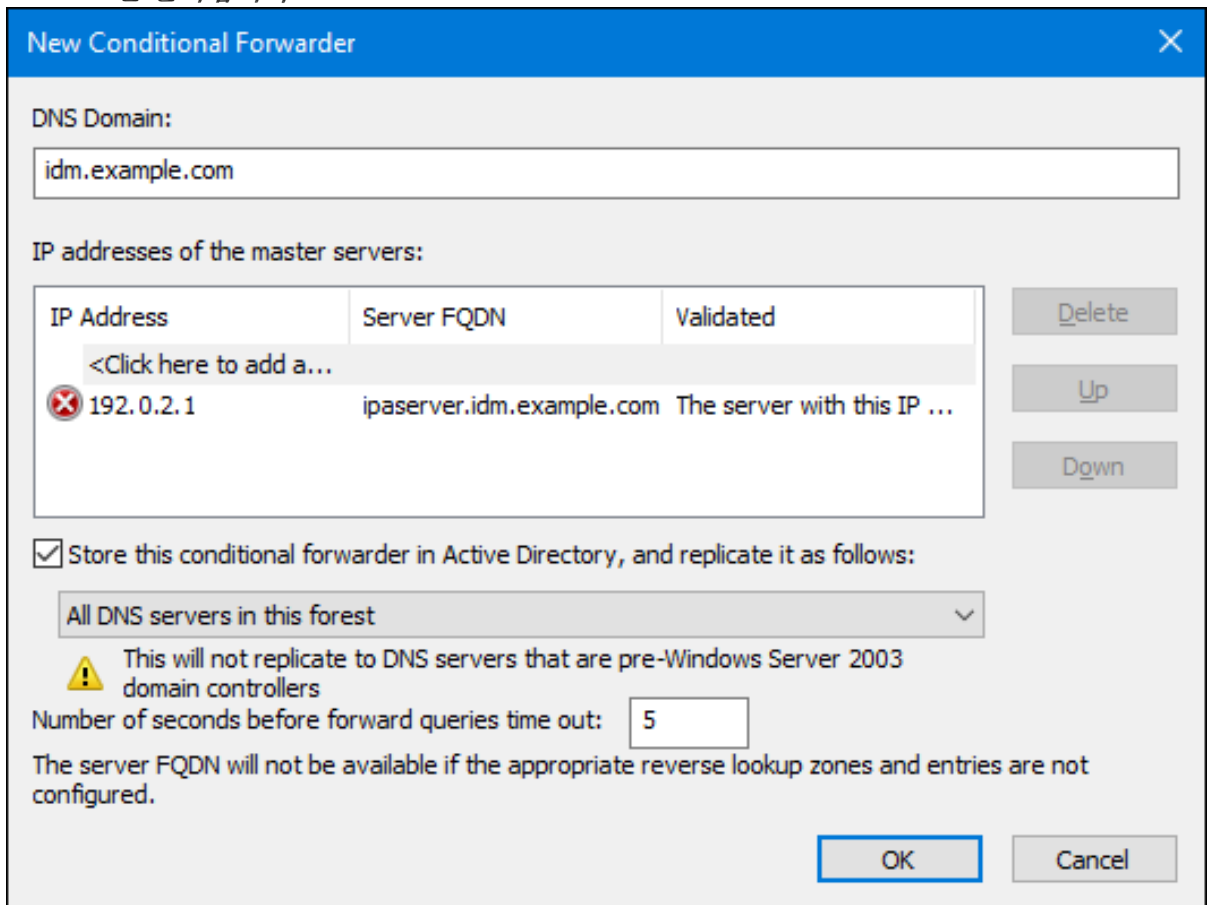 New Conditional Forwarder
DNS Domain:
idm.example.com
IP addresses of the master servers:
IP Address Server FQDN Validated
<Click here to add a...
192.0.2.1 ipaserver.idm.example.com The server with this IP ...
Delete
Up
Down
Store this conditional forwarder in Active Directory, and replicate it as follows:
All DNS servers in this forest
This will not replicate to DNS servers that are pre-Windows Server 2003
domain controllers
Number of seconds before forward queries time out: 5
The server FQDN will not be available if the appropriate reverse lookup zones and entries are not
configured.
OK Cancel